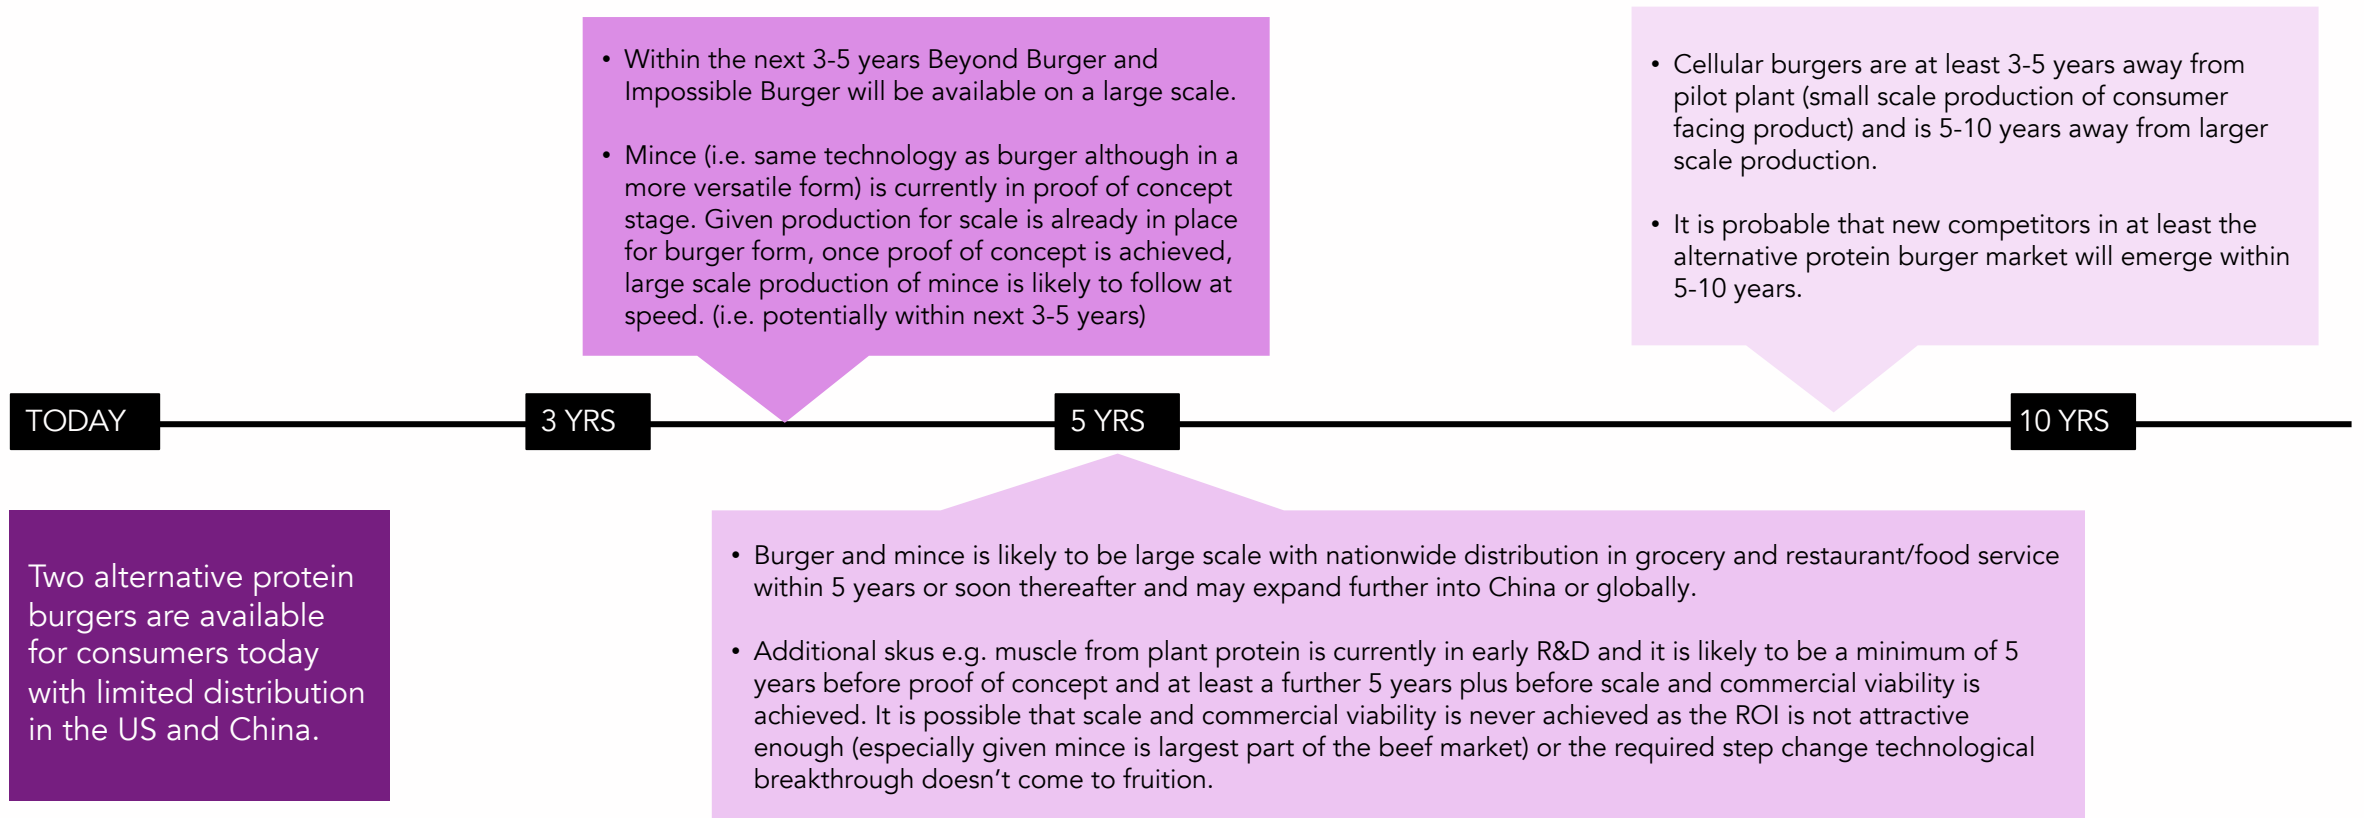 • Within the next 3-5 years Beyond Burger and
Impossible Burger will be available on a large scale.
• Mince (i.e. same technology as burger although in a
more versatile form) is currently in proof of concept
stage. Given production for scale is already in place
for burger form, once proof of concept is achieved,
large scale production of mince is likely to follow at
speed. (i.e. potentially within next 3-5 years)
• Cellular burgers are at least 3-5 years away from
pilot plant (small scale production of consumer
facing product) and is 5-10 years away from larger
scale production.
• It is probable that new competitors in at least the
alternative protein burger market will emerge within
5-10 years.
TODAY
3 YRS
5 YRS
10 YRS
Two alternative protein
burgers are available
for consumers today
with limited distribution
in the US and China.
• Burger and mince is likely to be large scale with nationwide distribution in grocery and restaurant/food service
within 5 years or soon thereafter and may expand further into China or globally.
• Additional skus e.g. muscle from plant protein is currently in early R&D and it is likely to be a minimum of 5
years before proof of concept and at least a further 5 years plus before scale and commercial viability is
achieved. It is possible that scale and commercial viability is never achieved as the ROI is not attractive
enough (especially given mince is largest part of the beef market) or the required step change technological
breakthrough doesn't come to fruition.